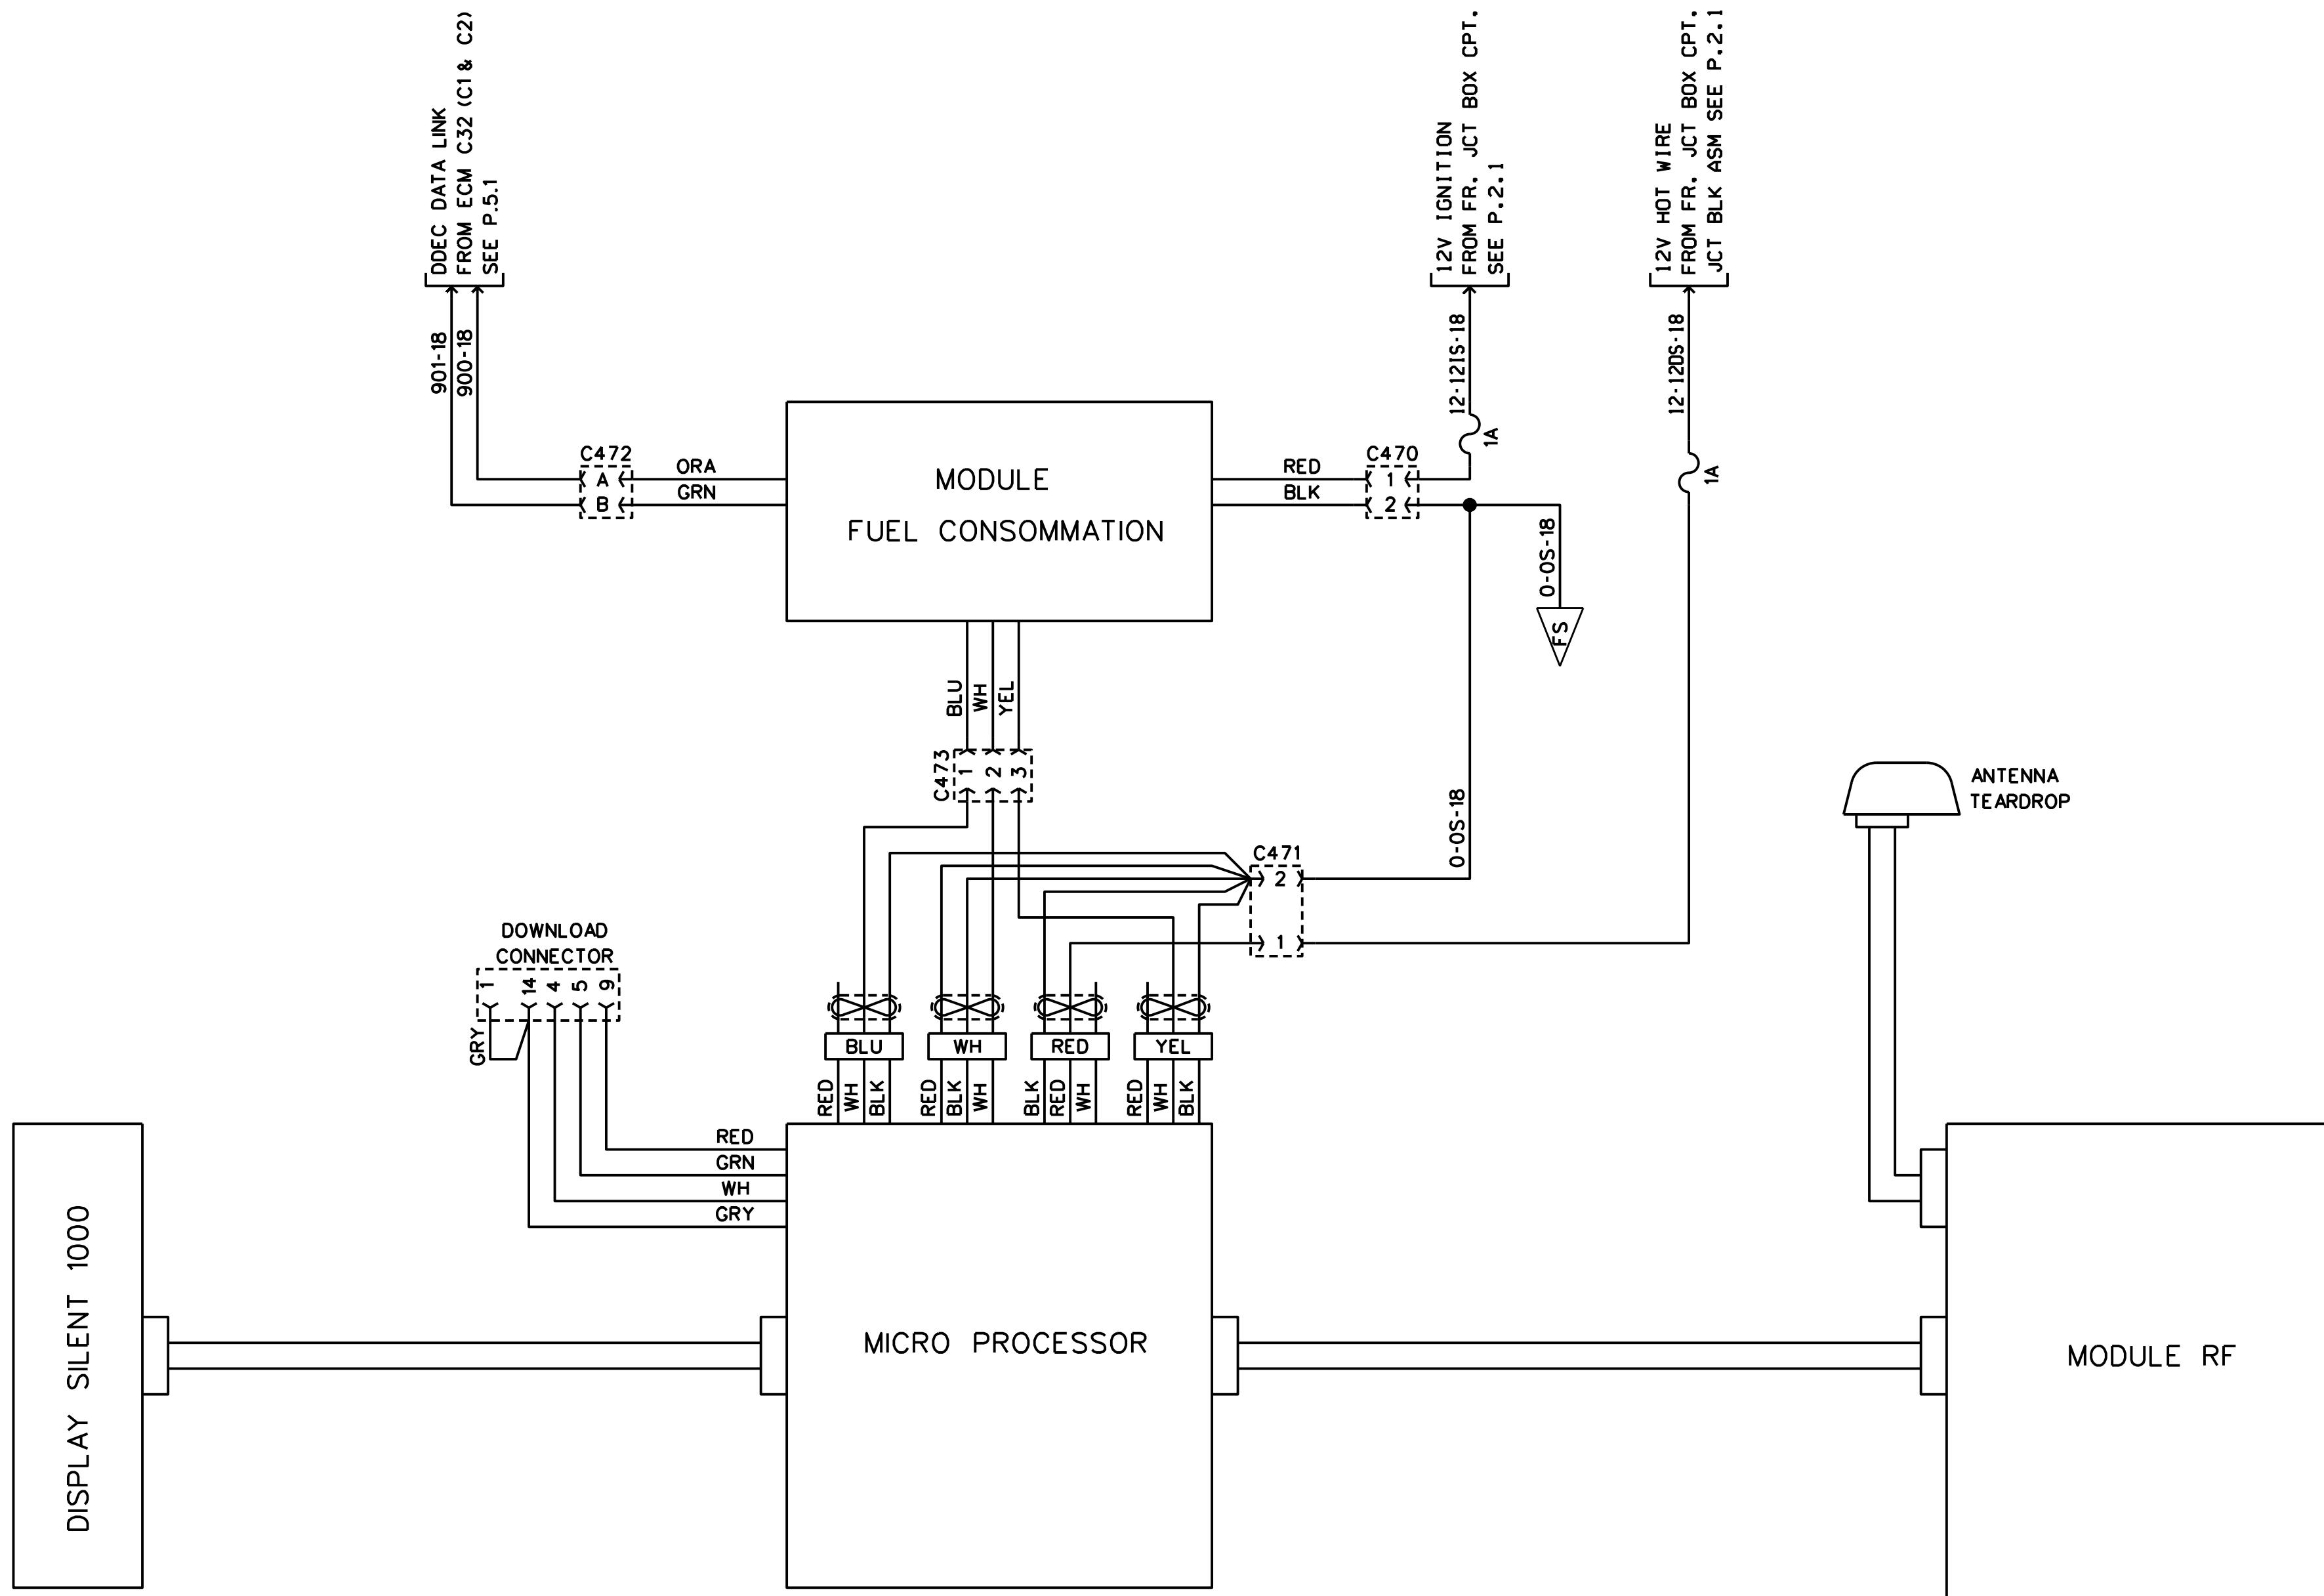 DDEC DATA LINK
FROM ECM C32 (C1 & C2)
SEE P.5.1
12V IGNITION
FROM FR. JCT BOX CPT.
SEE P.2.1
12V HOT WIRE
FROM FR. JCT BOX CPT.
JCT BLK ASM SEE P.2.1
901-18
900-18
12-12IS-18
1A
12-12DS-18
1A
C472
A
B
ORA
GRN
MODULE
FUEL CONSOMMATION
RED
BLK
C470
1
2
0-0S-18
FS
BLU
WH
YEL
C473
1
2
3
0-0S-18
C471
2
1
ANTENNA
TEARDROP
DOWNLOAD
CONNECTOR
1
14
4
5
9
GRY
BLU
WH
RED
YEL
RED
WH
BLK
RED
BLK
WH
BLK
RED
WH
RED
WH
BLK
RED
GRN
WH
GRY
DISPLAY SILENT 1000
MICRO PROCESSOR
MODULE RF